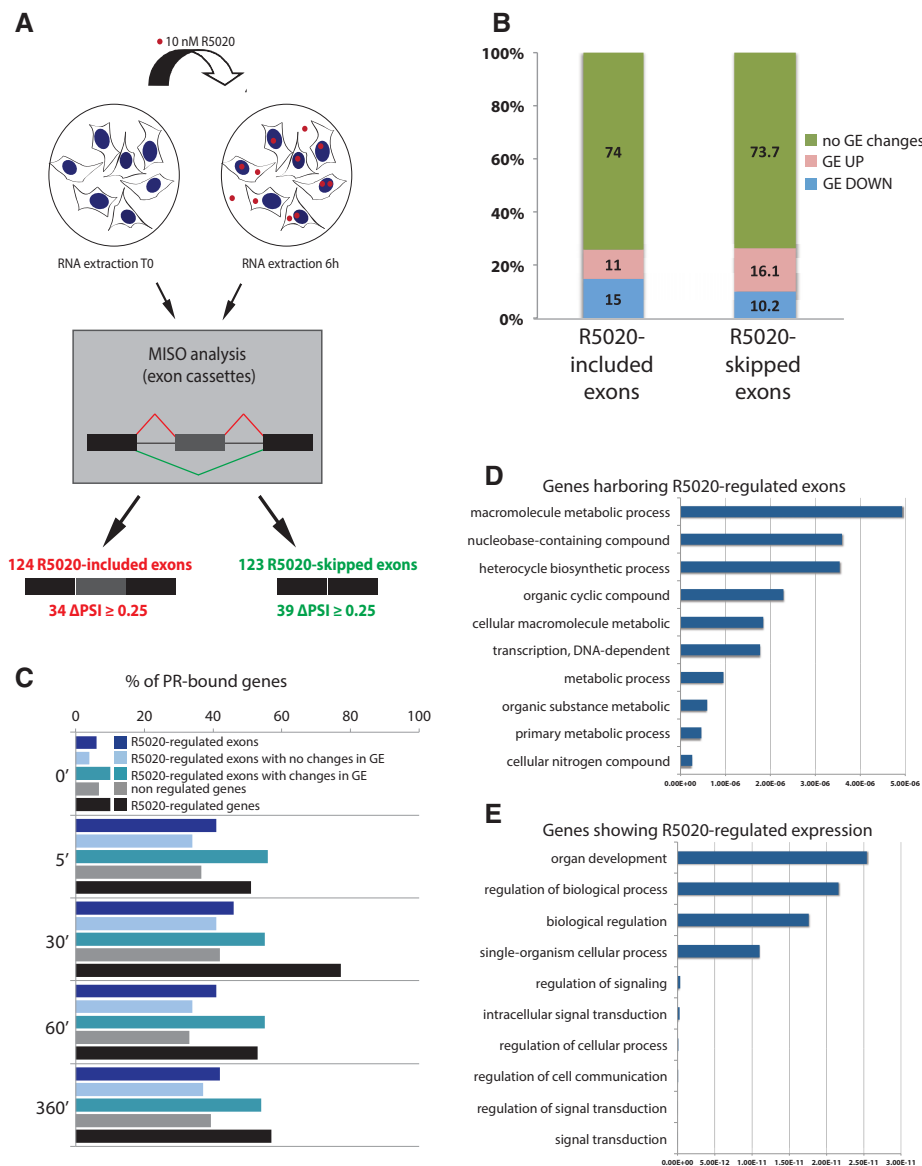 A
10 nM R5020
RNA extraction T0
RNA extraction 6h
MISO analysis
(exon cassettes)
124 R5020-included exons
34 ΔPSI ≥ 0.25
123 R5020-skipped exons
39 ΔPSI ≥ 0.25
B
100%
80%
60%
40%
20%
0%
74
11
15
73.7
16.1
10.2
no GE changes
GE UP
GE DOWN
R5020-
included
exons
R5020-
skipped
exons
C
% of PR-bound genes
0
20
40
60
80
100
R5020-regulated exons
R5020-regulated exons with no changes in GE
R5020-regulated exons with changes in GE
non regulated genes
R5020-regulated genes
0′
5′
30′
60′
360′
D
Genes harboring R5020-regulated exons
macromolecule metabolic process
nucleobase-containing compound
heterocycle biosynthetic process
organic cyclic compound
cellular macromolecule metabolic
transcription, DNA-dependent
metabolic process
organic substance metabolic
primary metabolic process
cellular nitrogen compound
0.00E+00
1.00E-06
2.00E-06
3.00E-06
4.00E-06
5.00E-06
E
Genes showing R5020-regulated expression
organ development
regulation of biological process
biological regulation
single-organism cellular process
regulation of signaling
intracellular signal transduction
regulation of cellular process
regulation of cell communication
regulation of signal transduction
signal transduction
0.00E+00
5.00E-12
1.00E-11
1.50E-11
2.00E-11
2.50E-11
3.00E-11